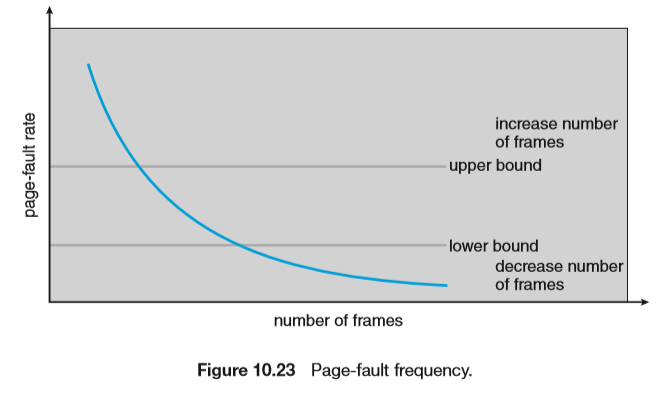 page-fault rate
increase number
of frames
upper bound
lower bound
decrease number
of frames
number of frames
Figure 10.23 Page-fault frequency.